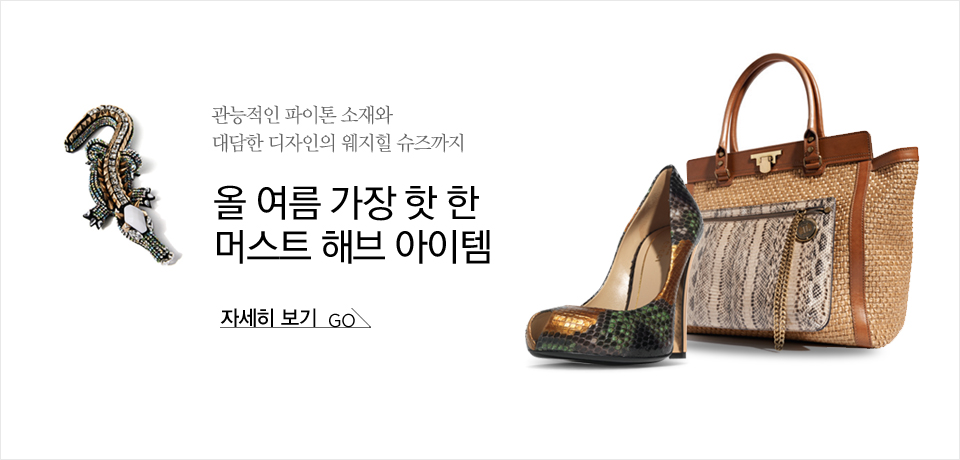 관능적인 파이톤 소재와
대담한 디자인의 웨지힐 슈즈까지
올 여름 가장 핫 한
머스트 해브 아이템
자세히 보기 GO